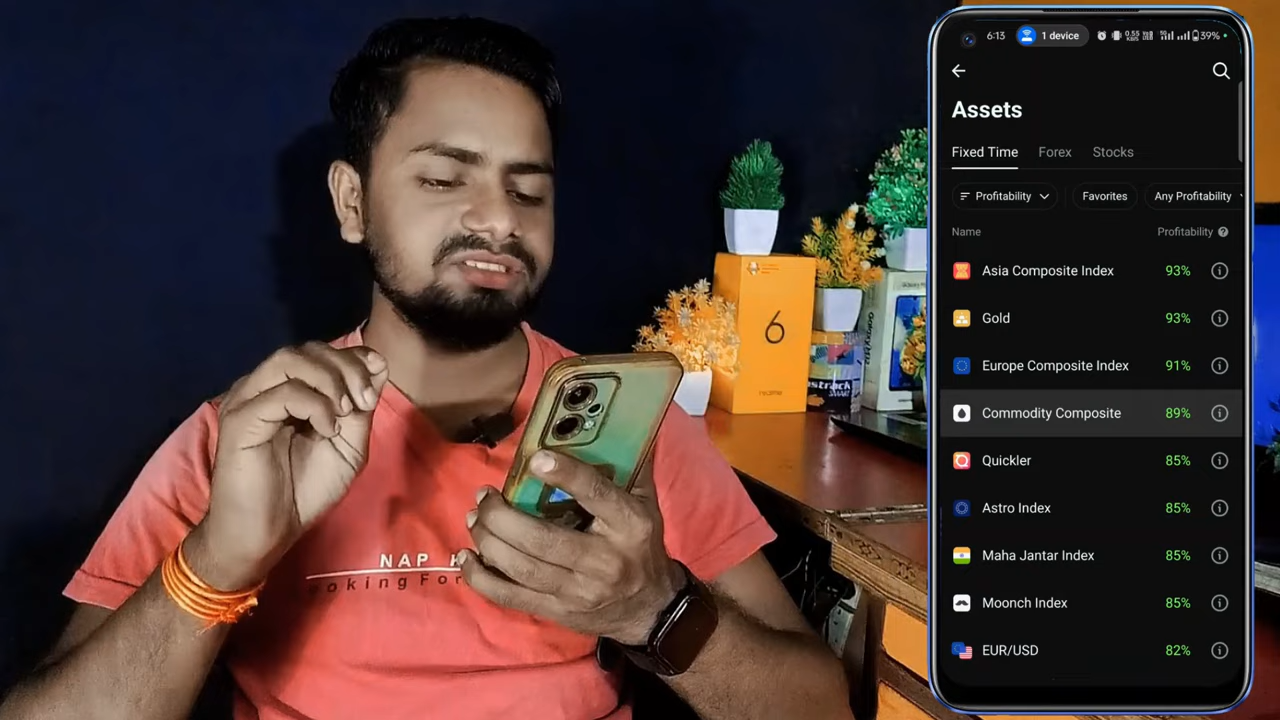 6:13
1 device
39%
Assets
Fixed Time
Forex
Stocks
Profitability
Favorites
Any Profitability
Name
Profitability
Asia Composite Index
93%
Gold
93%
Europe Composite Index
91%
Commodity Composite
89%
Quickler
85%
Astro Index
85%
Maha Jantar Index
85%
Moonch Index
85%
EUR/USD
82%
6
realme
NAP
ooking For